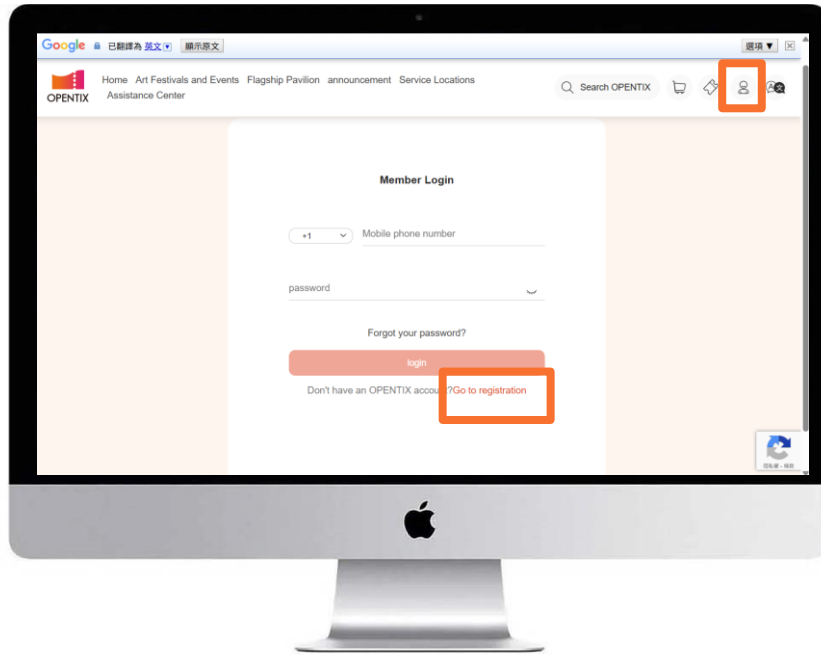 Google 已翻譯為 英文 顯示原文 選項 ▼
Home Art Festivals and Events Flagship Pavilion announcement Service Locations
OPENTIX Assistance Center
Search OPENTIX
Member Login
+1 Mobile phone number
password
Forgot your password?
login
Don't have an OPENTIX account?Go to registration